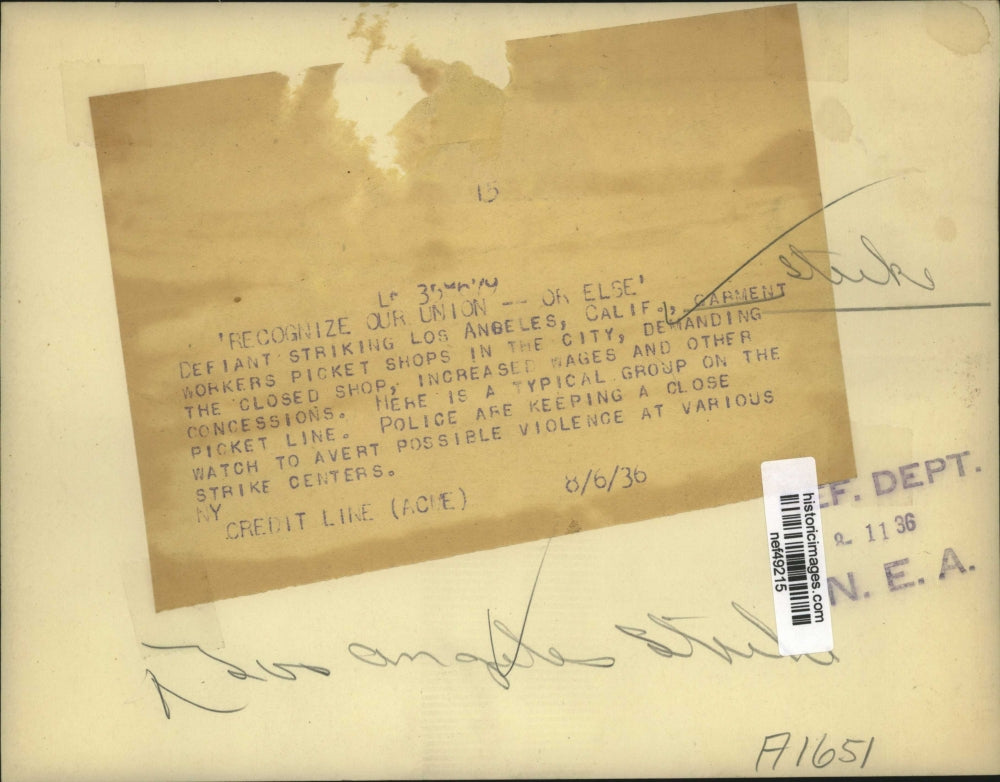 15
'RECOGNIZE OUR UNION -- OR ELSE'
DEFIANT STRIKING LOS ANGELES, CALIF., GARMENT
WORKERS PICKET SHOPS IN THE CITY, DEMANDING
THE CLOSED SHOP, INCREASED WAGES AND OTHER
CONCESSIONS. HERE IS A TYPICAL GROUP ON THE
PICKET LINE. POLICE ARE KEEPING A CLOSE
WATCH TO AVERT POSSIBLE VIOLENCE AT VARIOUS
STRIKE CENTERS.
NY
CREDIT LINE (ACME) 8/6/36
strike
EF. DEPT.
11 36
N. E. A.
historicimages.com
nef49215
Los Angeles Strike
A1651